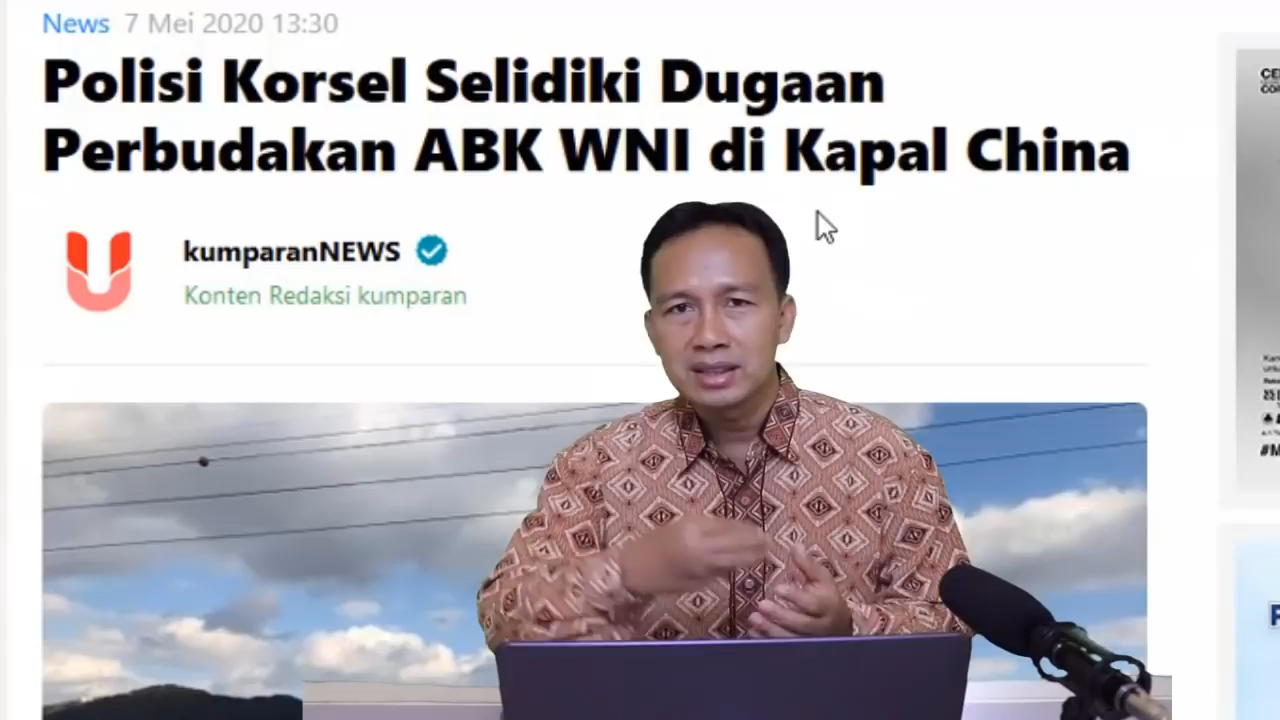 News 7 Mei 2020 13:30
Polisi Korsel Selidiki Dugaan
Perbudakan ABK WNI di Kapal China
kumparanNEWS
Konten Redaksi kumparan